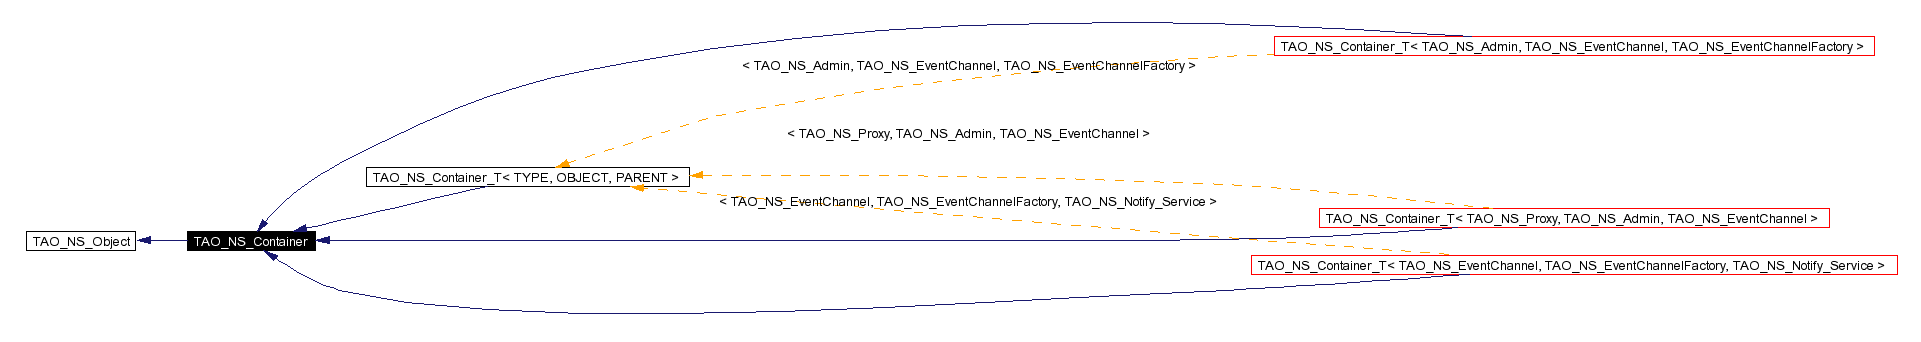 TAO_NS_Container_T< TAO_NS_Admin, TAO_NS_EventChannel, TAO_NS_EventChannelFactory >
< TAO_NS_Admin, TAO_NS_EventChannel, TAO_NS_EventChannelFactory >
< TAO_NS_Proxy, TAO_NS_Admin, TAO_NS_EventChannel >
TAO_NS_Container_T< TYPE, OBJECT, PARENT >
< TAO_NS_EventChannel, TAO_NS_EventChannelFactory, TAO_NS_Notify_Service >
TAO_NS_Container_T< TAO_NS_Proxy, TAO_NS_Admin, TAO_NS_EventChannel >
TAO_NS_Object
TAO_NS_Container
TAO_NS_Container_T< TAO_NS_EventChannel, TAO_NS_EventChannelFactory, TAO_NS_Notify_Service >